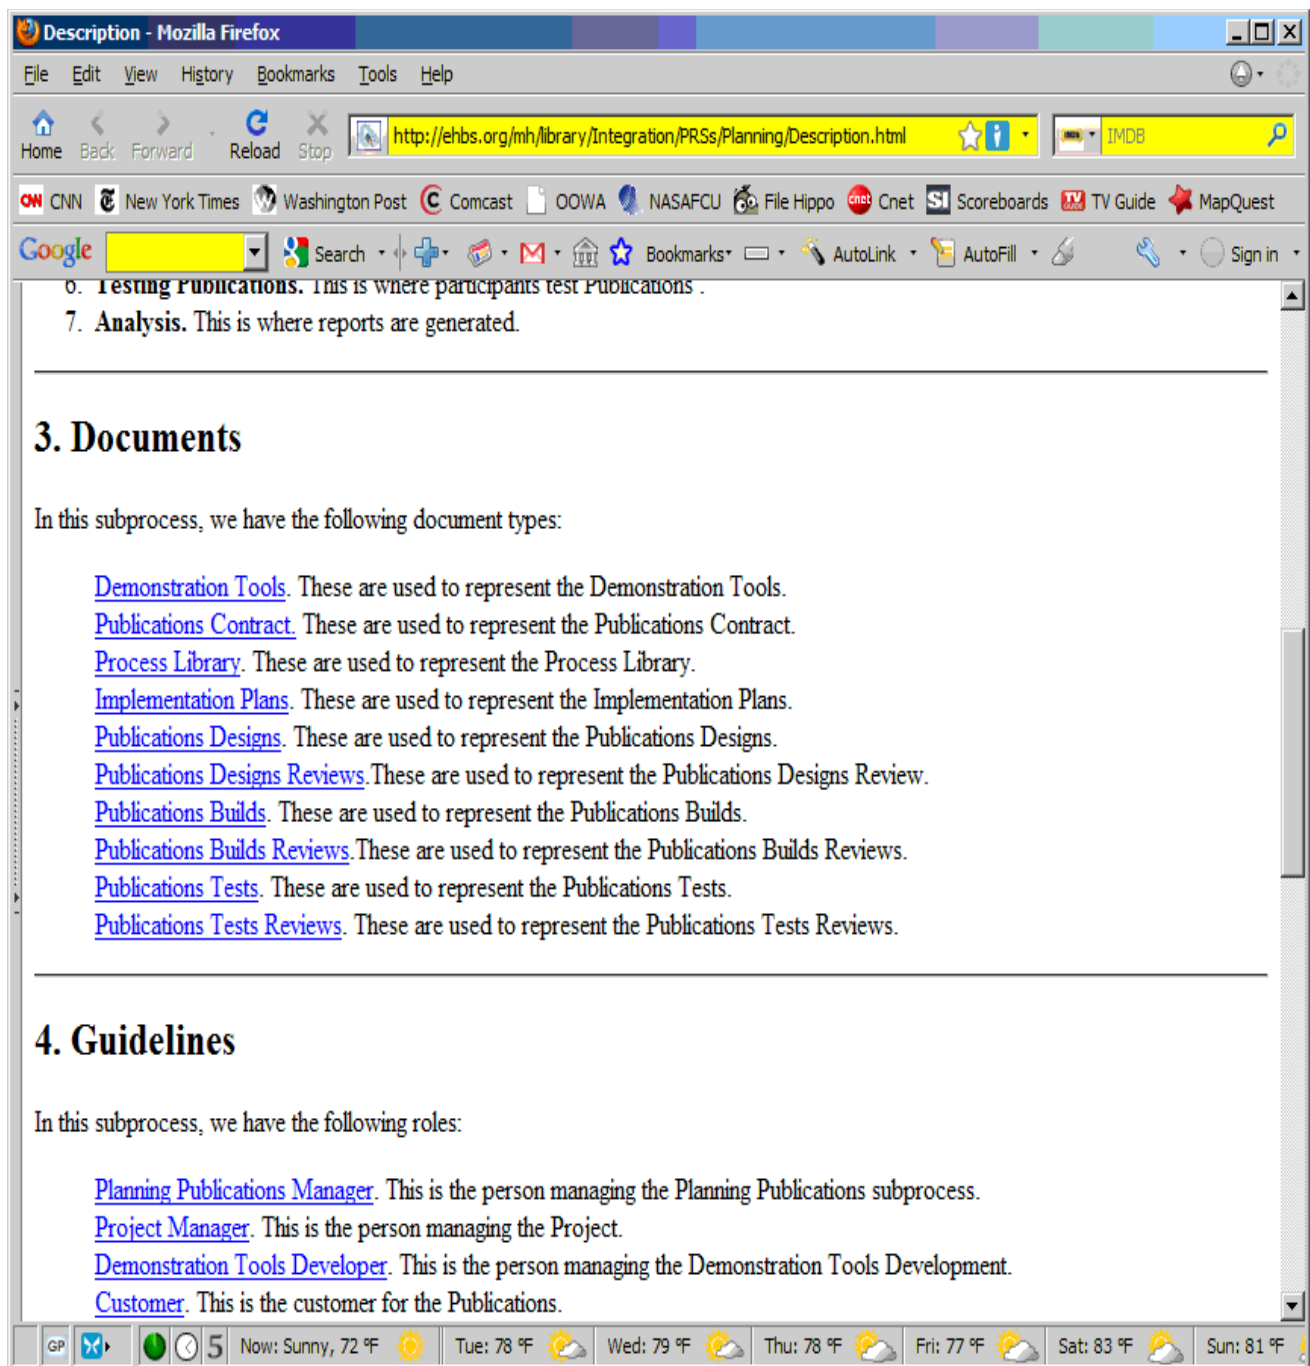 Description - Mozilla Firefox
File Edit View History Bookmarks Tools Help
Home Back Forward Reload Stop http://ehbs.org/mh/library/Integration/PRSs/Planning/Description.html IMDB
CNN New York Times Washington Post Comcast OOWA NASAFCU File Hippo Cnet Scoreboards TV Guide MapQuest
Google Search Bookmarks AutoLink AutoFill Sign in
6. Testing Publications. This is where participants test Publications .
7. Analysis. This is where reports are generated.
3. Documents
In this subprocess, we have the following document types:
Demonstration Tools. These are used to represent the Demonstration Tools.
Publications Contract. These are used to represent the Publications Contract.
Process Library. These are used to represent the Process Library.
Implementation Plans. These are used to represent the Implementation Plans.
Publications Designs. These are used to represent the Publications Designs.
Publications Designs Reviews.These are used to represent the Publications Designs Review.
Publications Builds. These are used to represent the Publications Builds.
Publications Builds Reviews.These are used to represent the Publications Builds Reviews.
Publications Tests. These are used to represent the Publications Tests.
Publications Tests Reviews. These are used to represent the Publications Tests Reviews.
4. Guidelines
In this subprocess, we have the following roles:
Planning Publications Manager. This is the person managing the Planning Publications subprocess.
Project Manager. This is the person managing the Project.
Demonstration Tools Developer. This is the person managing the Demonstration Tools Development.
Customer. This is the customer for the Publications.
GP 5 Now: Sunny, 72 °F Tue: 78 °F Wed: 79 °F Thu: 78 °F Fri: 77 °F Sat: 83 °F Sun: 81 °F